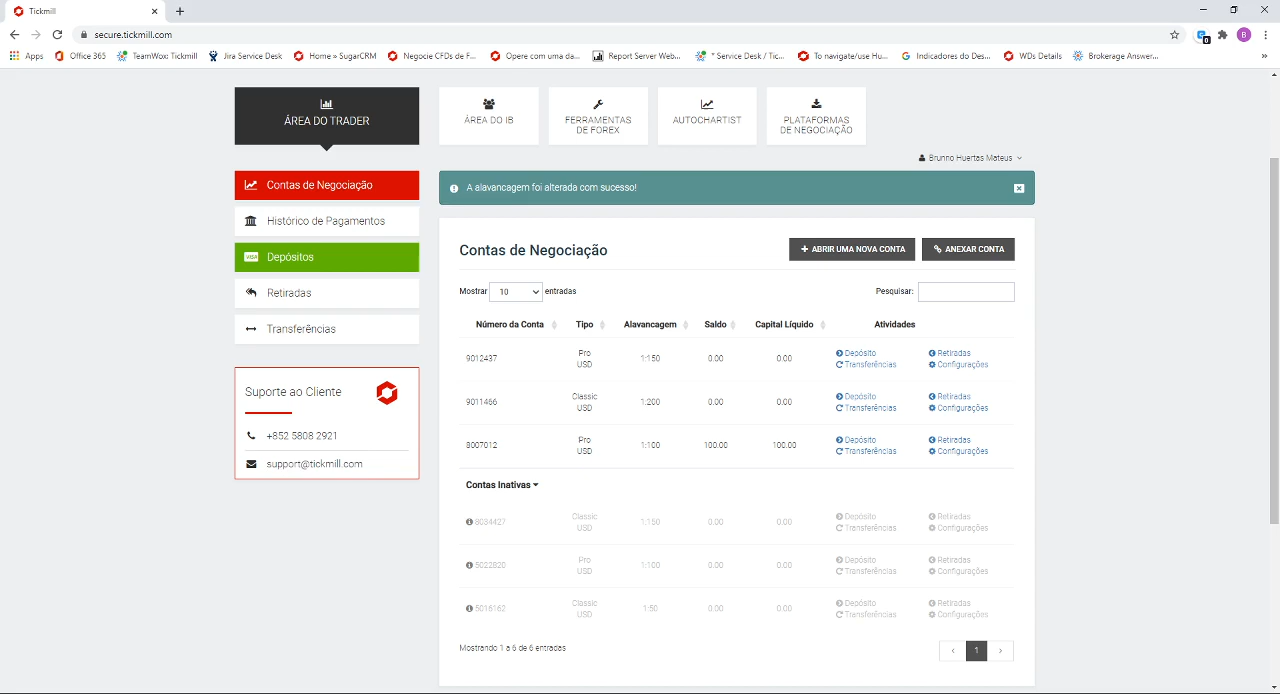 Tickmill
secure.tickmill.com
Apps Office 365 TeamWox: Tickmill Jira Service Desk Home » SugarCRM Negocie CFDs de F... Opere com uma da... Report Server Web... * Service Desk / Tic... To navigate/use Hu... Indicadores do Des... WDs Details Brokerage Answer... »
0
B
ÁREA DO TRADER
ÁREA DO IB
FERRAMENTAS
DE FOREX
AUTOCHARTIST
PLATAFORMAS
DE NEGOCIAÇÃO
Brunno Huertas Mateus
Contas de Negociação
Histórico de Pagamentos
VISA Depósitos
Retiradas
Transferências
Suporte ao Cliente
+852 5808 2921
support@tickmill.com
A alavancagem foi alterada com sucesso!
Contas de Negociação
+ ABRIR UMA NOVA CONTA
ANEXAR CONTA
Mostrar 10 entradas
Pesquisar:
Número da Conta Tipo Alavancagem Saldo Capital Líquido Atividades
9012437 Pro USD 1:150 0.00 0.00 Depósito Retiradas
Transferências Configurações
9011466 Classic USD 1:200 0.00 0.00 Depósito Retiradas
Transferências Configurações
8007012 Pro USD 1:100 100.00 100.00 Depósito Retiradas
Transferências Configurações
Contas Inativas
8034427 Classic USD 1:150 0.00 0.00 Depósito Retiradas
Transferências Configurações
5022820 Pro USD 1:100 0.00 0.00 Depósito Retiradas
Transferências Configurações
5016162 Classic USD 1:50 0.00 0.00 Depósito Retiradas
Transferências Configurações
Mostrando 1 a 6 de 6 entradas
‹ 1 ›